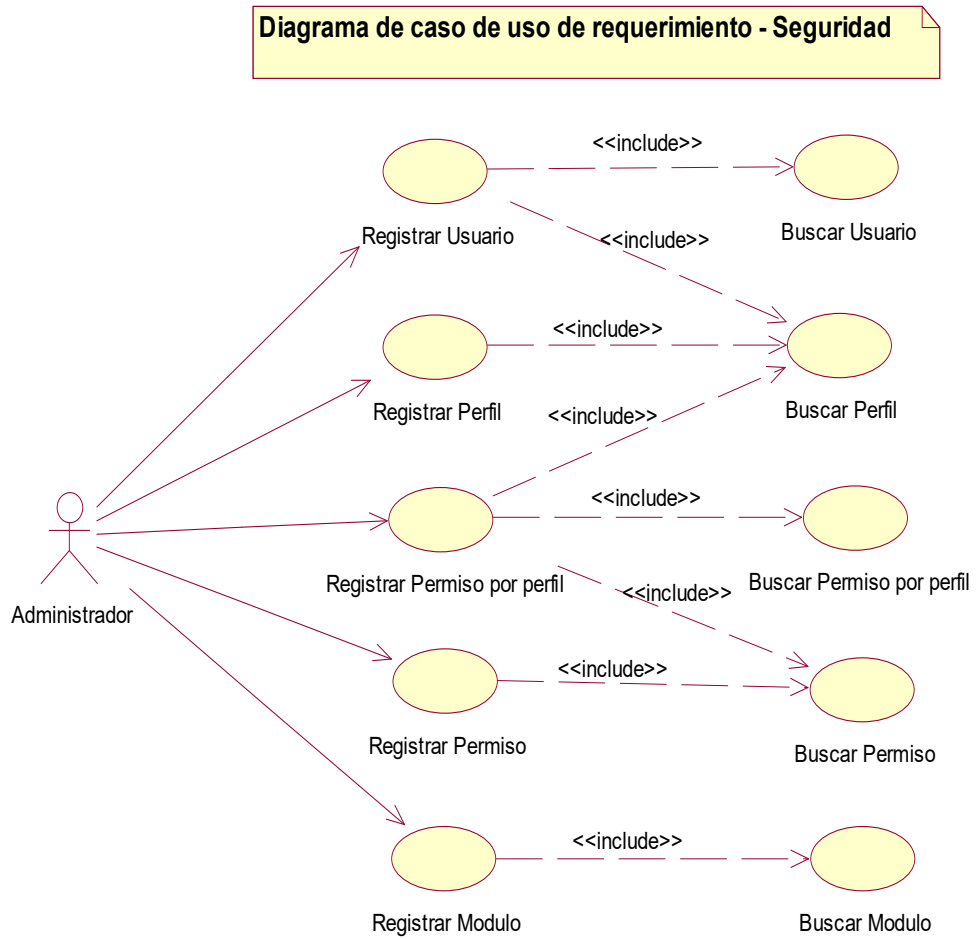 Diagrama de caso de uso de requerimiento - Seguridad
<<include>>
Registrar Usuario
Buscar Usuario
<<include>>
<<include>>
Registrar Perfil
Buscar Perfil
<<include>>
<<include>>
Registrar Permiso por perfil
Buscar Permiso por perfil
<<include>>
Administrador
<<include>>
Registrar Permiso
Buscar Permiso
<<include>>
Registrar Modulo
Buscar Modulo